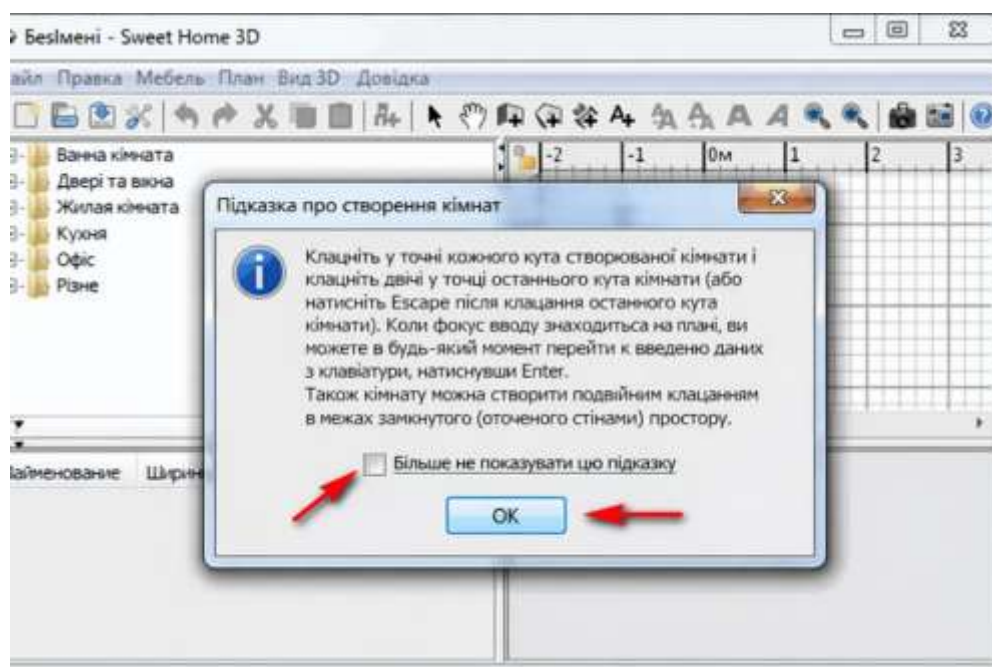 БезІмені - Sweet Home 3D
айл Правка Мебель План Вид 3D Довідка
-2 -1 0м 1 2 3
Ванна кімната
Двері та вікна
Жилая кімната
Кухня
Офіс
Різне
Підказка про створення кімнат
Клацніть у точні кожного кута створюваної кімнати і
клацніть двічі у точці останнього кута кімнати (або
натисніть Escape після клацання останного кута
кімнати). Коли фокус вводу знаходиться на плані, ви
можете в будь-який момент перейти к введеню даних
з клавіатури, натиснувши Enter.
Також кімнату можна створити подвійним клацанням
в межах замкнутого (оточеного стінами) простору.
Більше не показувати цю підказку
OK
Найменование Ширин